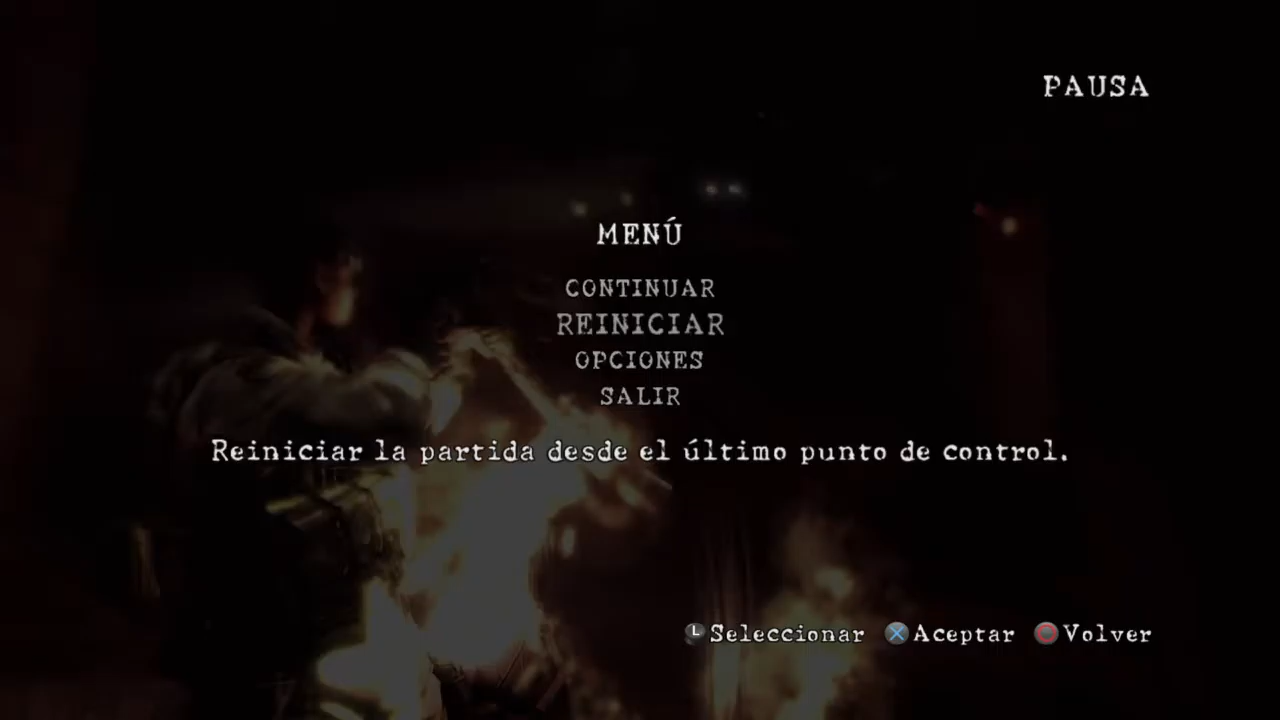 PAUSA
MENÚ
CONTINUAR
REINICIAR
OPCIONES
SALIR
Reiniciar la partida desde el último punto de control.
L Seleccionar Aceptar Volver